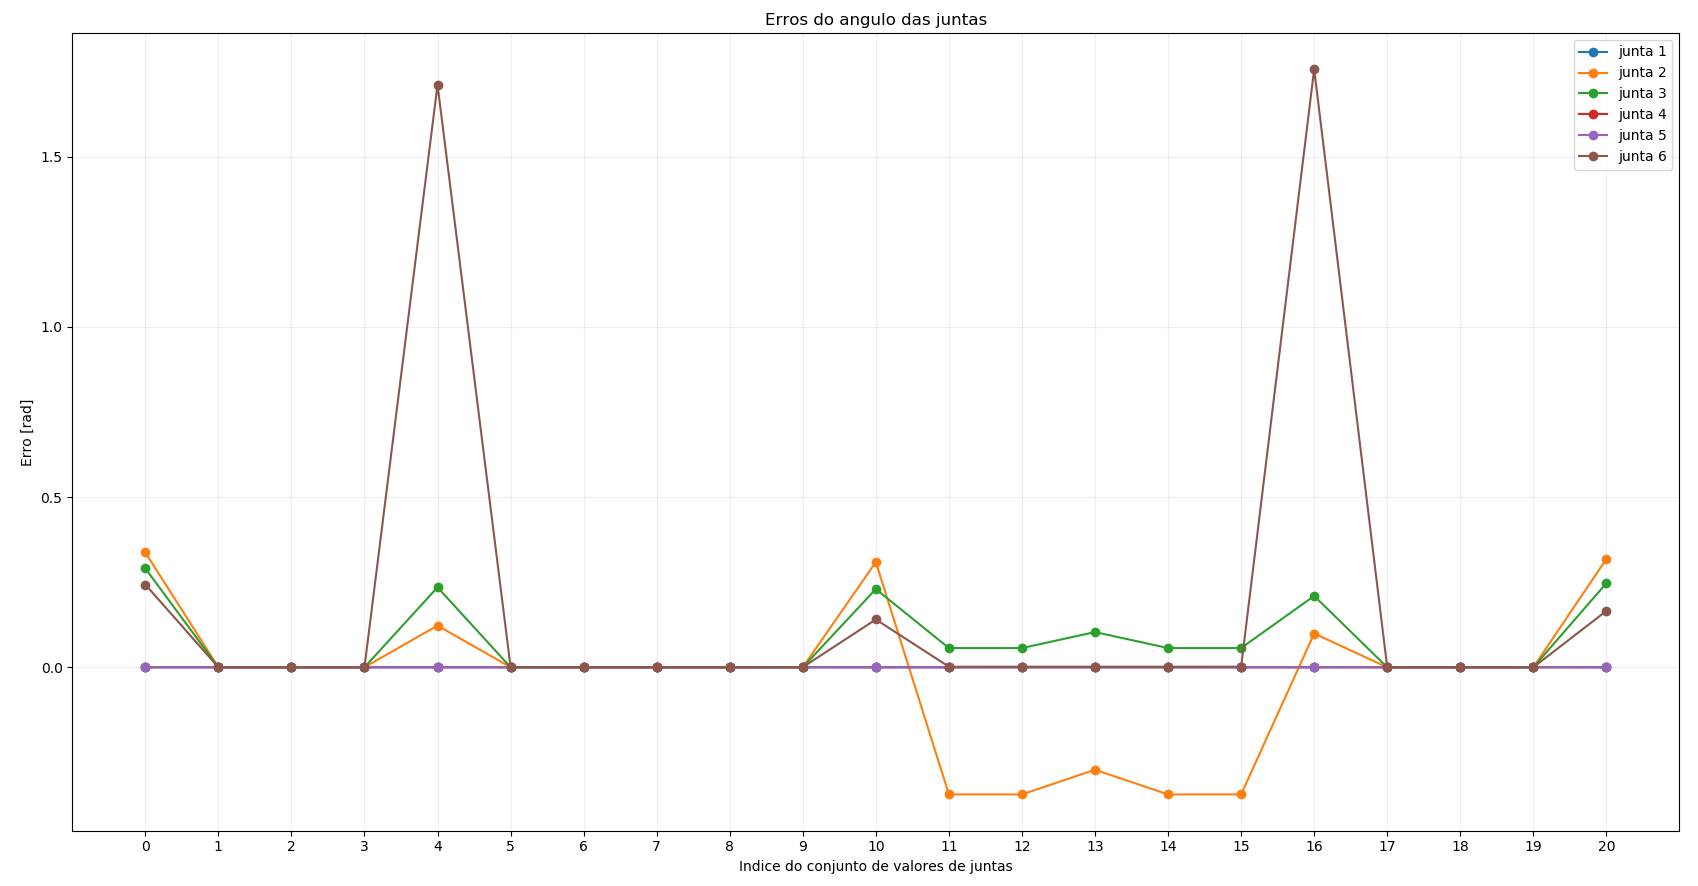 Erros do angulo das juntas
junta 1
junta 2
junta 3
junta 4
junta 5
junta 6
1.5
1.0
0.5
0.0
Erro [rad]
0 1 2 3 4 5 6 7 8 9 10 11 12 13 14 15 16 17 18 19 20
Indice do conjunto de valores de juntas